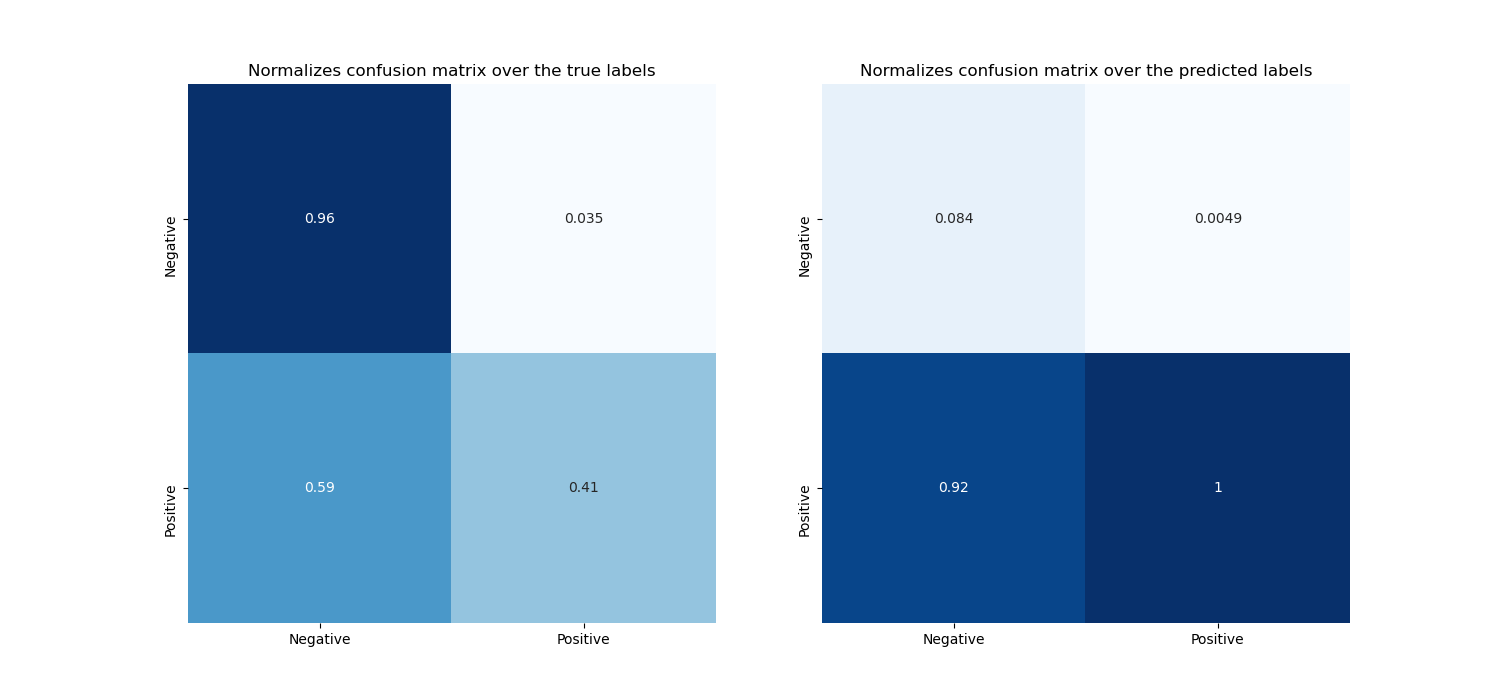 Normalizes confusion matrix over the true labels
Negative
0.96
0.035
Positive
0.59
0.41
Negative
Positive
Normalizes confusion matrix over the predicted labels
Negative
0.084
0.0049
Positive
0.92
1
Negative
Positive